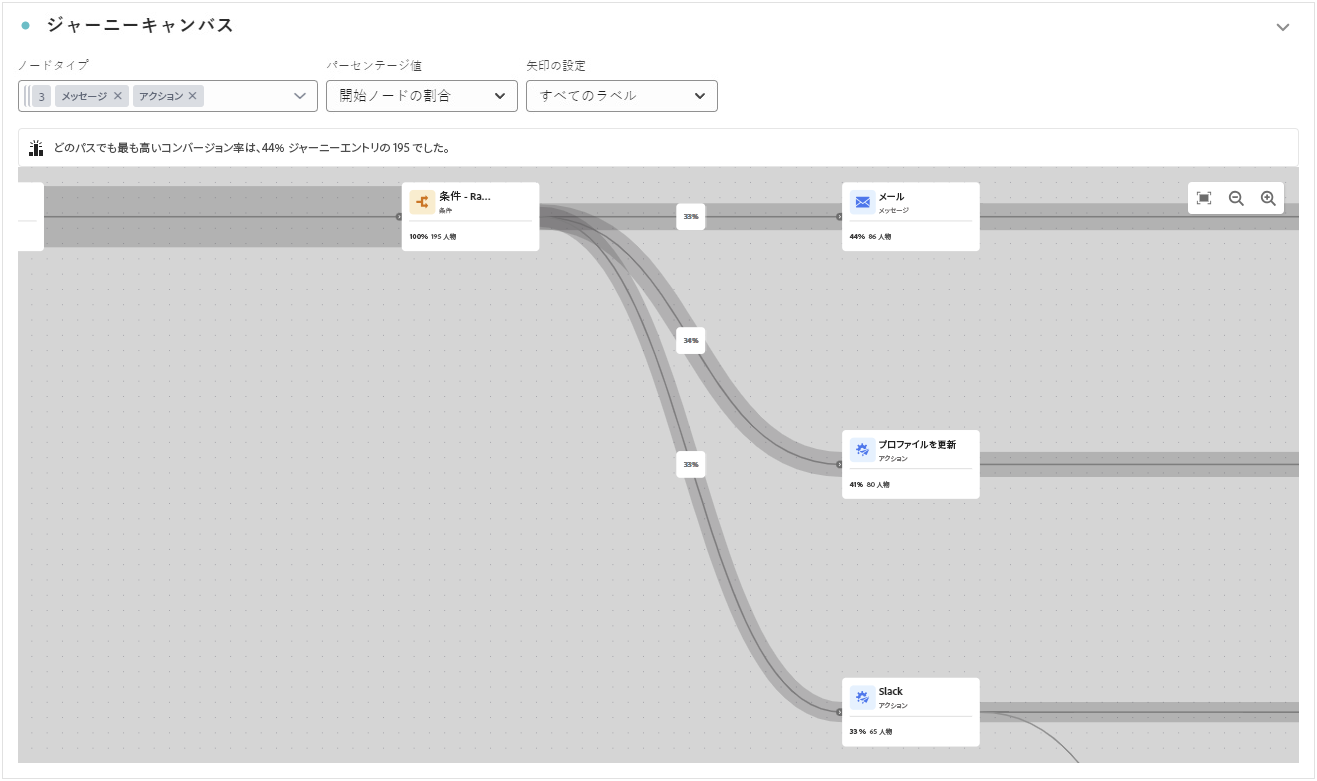 ジャーニーキャンバス
ノードタイプ
パーセンテージ値
矢印の設定
3 メッセージ アクション
開始ノードの割合
すべてのラベル
どのパスでも最も高いコンバージョン率は、44% ジャーニーエントリの 195 でした。
条件 - Ra...
条件
100% 195 人物
33%
メール
メッセージ
44% 86 人物
34%
プロファイルを更新
アクション
41% 80 人物
33%
Slack
アクション
33 % 65 人物